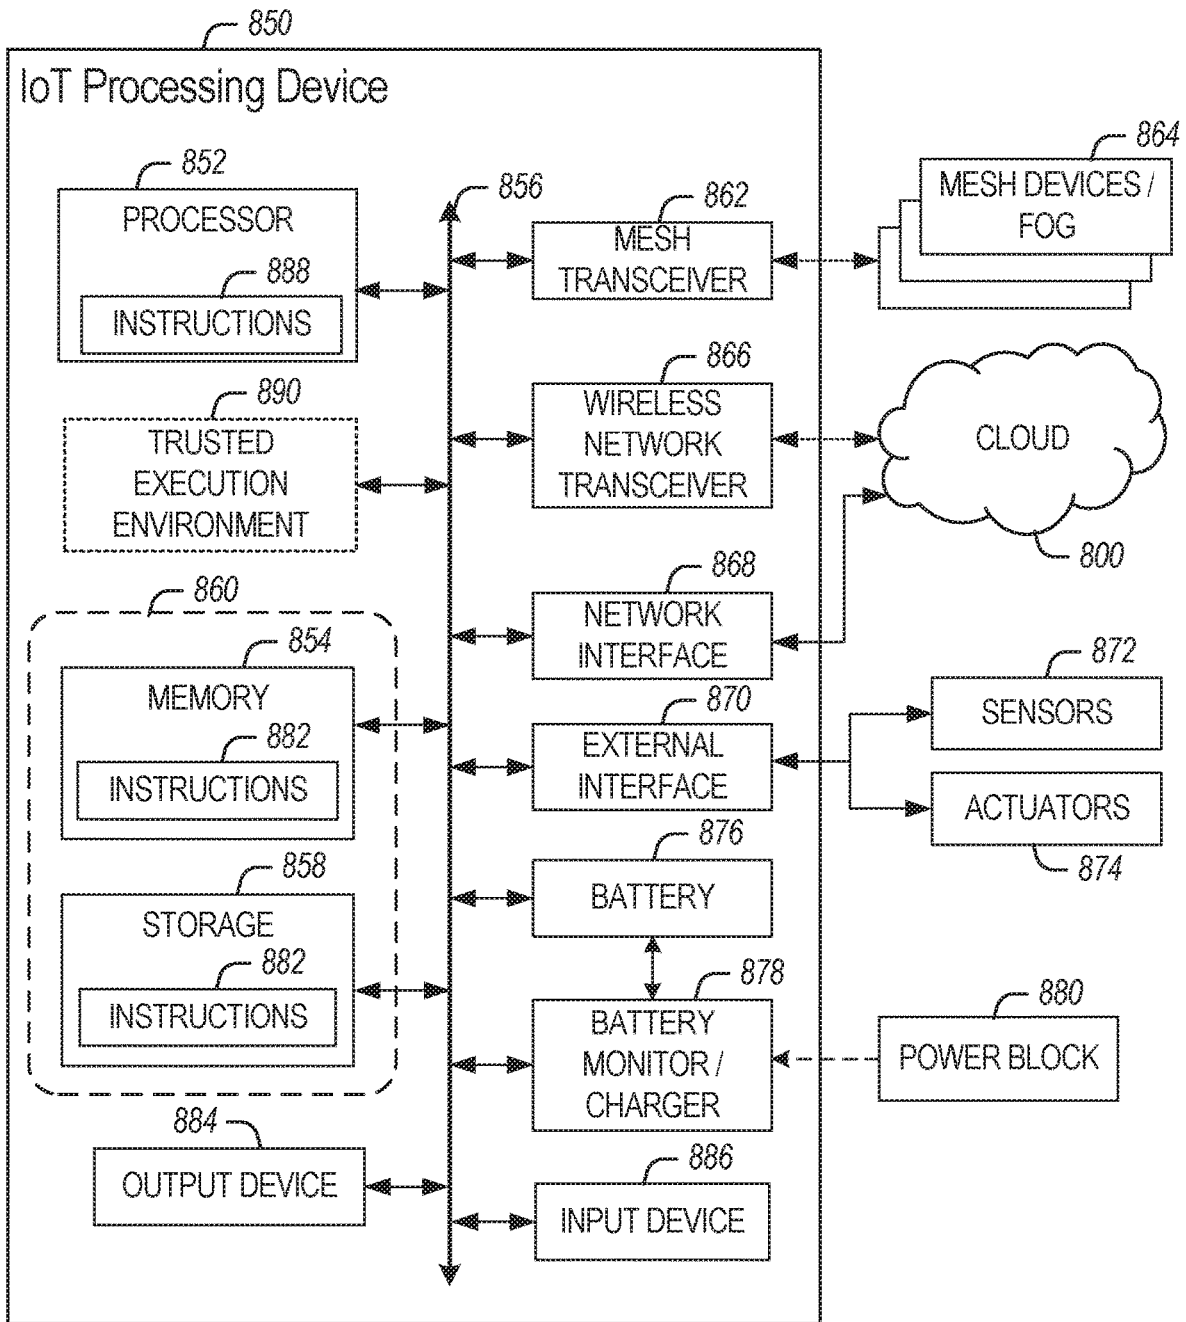 850
IoT Processing Device
852
PROCESSOR
888
INSTRUCTIONS
890
TRUSTED
EXECUTION
ENVIRONMENT
860
854
MEMORY
882
INSTRUCTIONS
858
STORAGE
882
INSTRUCTIONS
884
OUTPUT DEVICE
856
862
MESH
TRANSCEIVER
866
WIRELESS
NETWORK
TRANSCEIVER
868
NETWORK
INTERFACE
870
EXTERNAL
INTERFACE
876
BATTERY
878
BATTERY
MONITOR /
CHARGER
886
INPUT DEVICE
864
MESH DEVICES /
FOG
CLOUD
800
872
SENSORS
ACTUATORS
874
880
POWER BLOCK